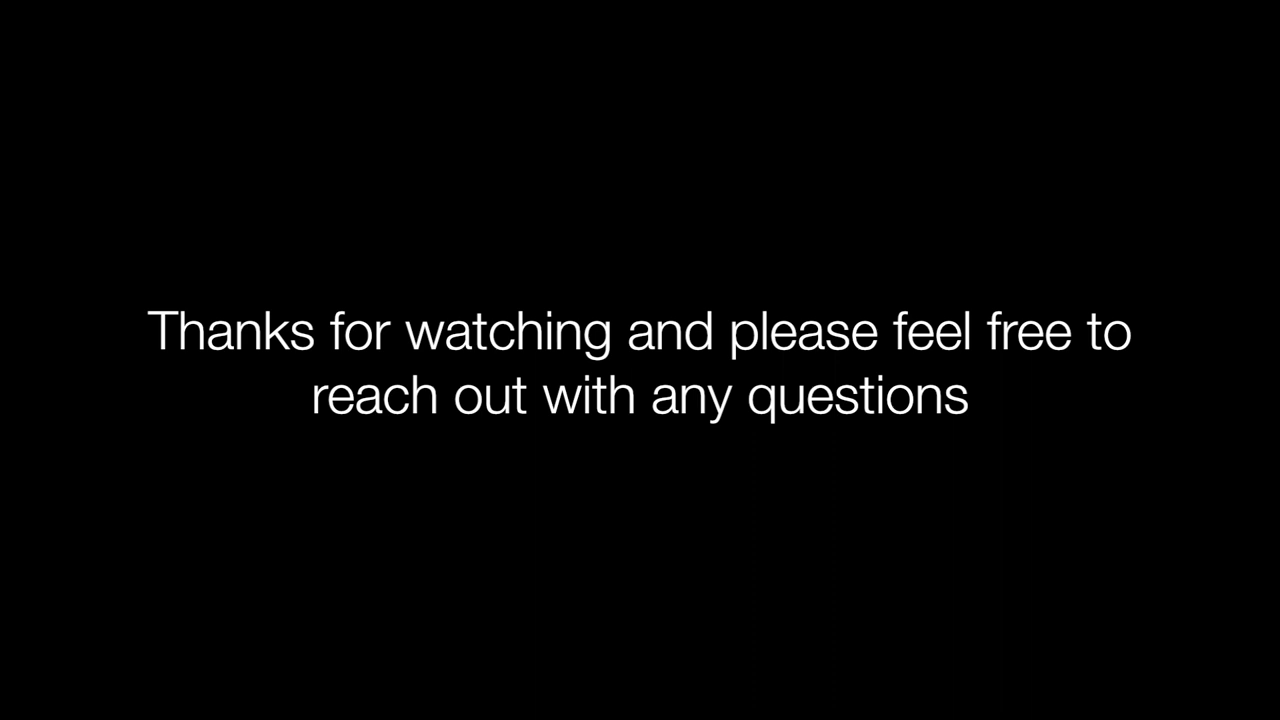 Thanks for watching and please feel free to
reach out with any questions